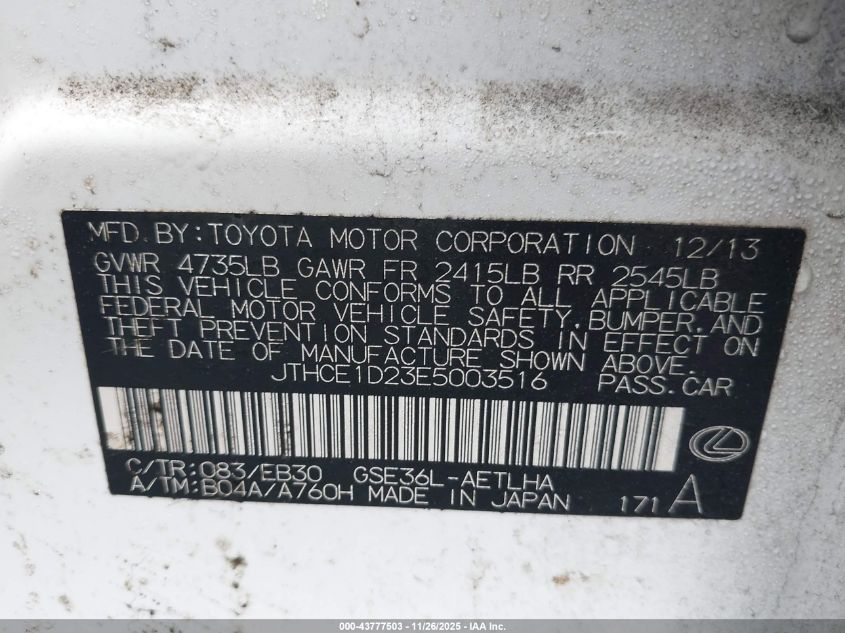 MFD. BY: TOYOTA MOTOR CORPORATION 12/13
GVWR 4735LB GAWR FR 2415LB RR 2545LB
THIS VEHICLE CONFORMS TO ALL APPLICABLE
FEDERAL MOTOR VEHICLE SAFETY, BUMPER, AND
THEFT PREVENTION STANDARDS IN EFFECT ON
THE DATE OF MANUFACTURE SHOWN ABOVE.
JTHCE1D23E5003516 PASS. CAR
C/TR: 083/EB30 GSE36L-AETLHA
A/TM: B04A/A760H MADE IN JAPAN 171 A
000-43777503 - 11/26/2025 - IAA Inc.